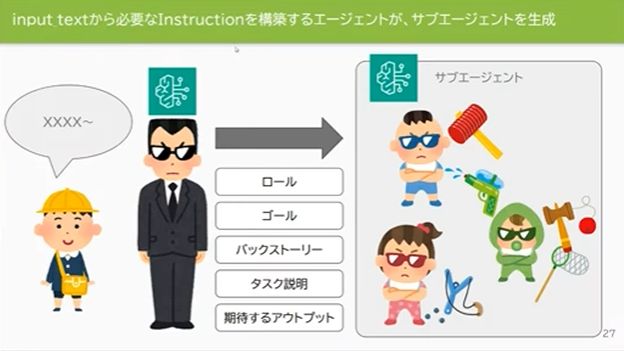 input textから必要なInstructionを構築するエージェントが、サブエージェントを生成
サブエージェント
XXXX～
ロール
ゴール
バックストーリー
タスク説明
期待するアウトプット
27